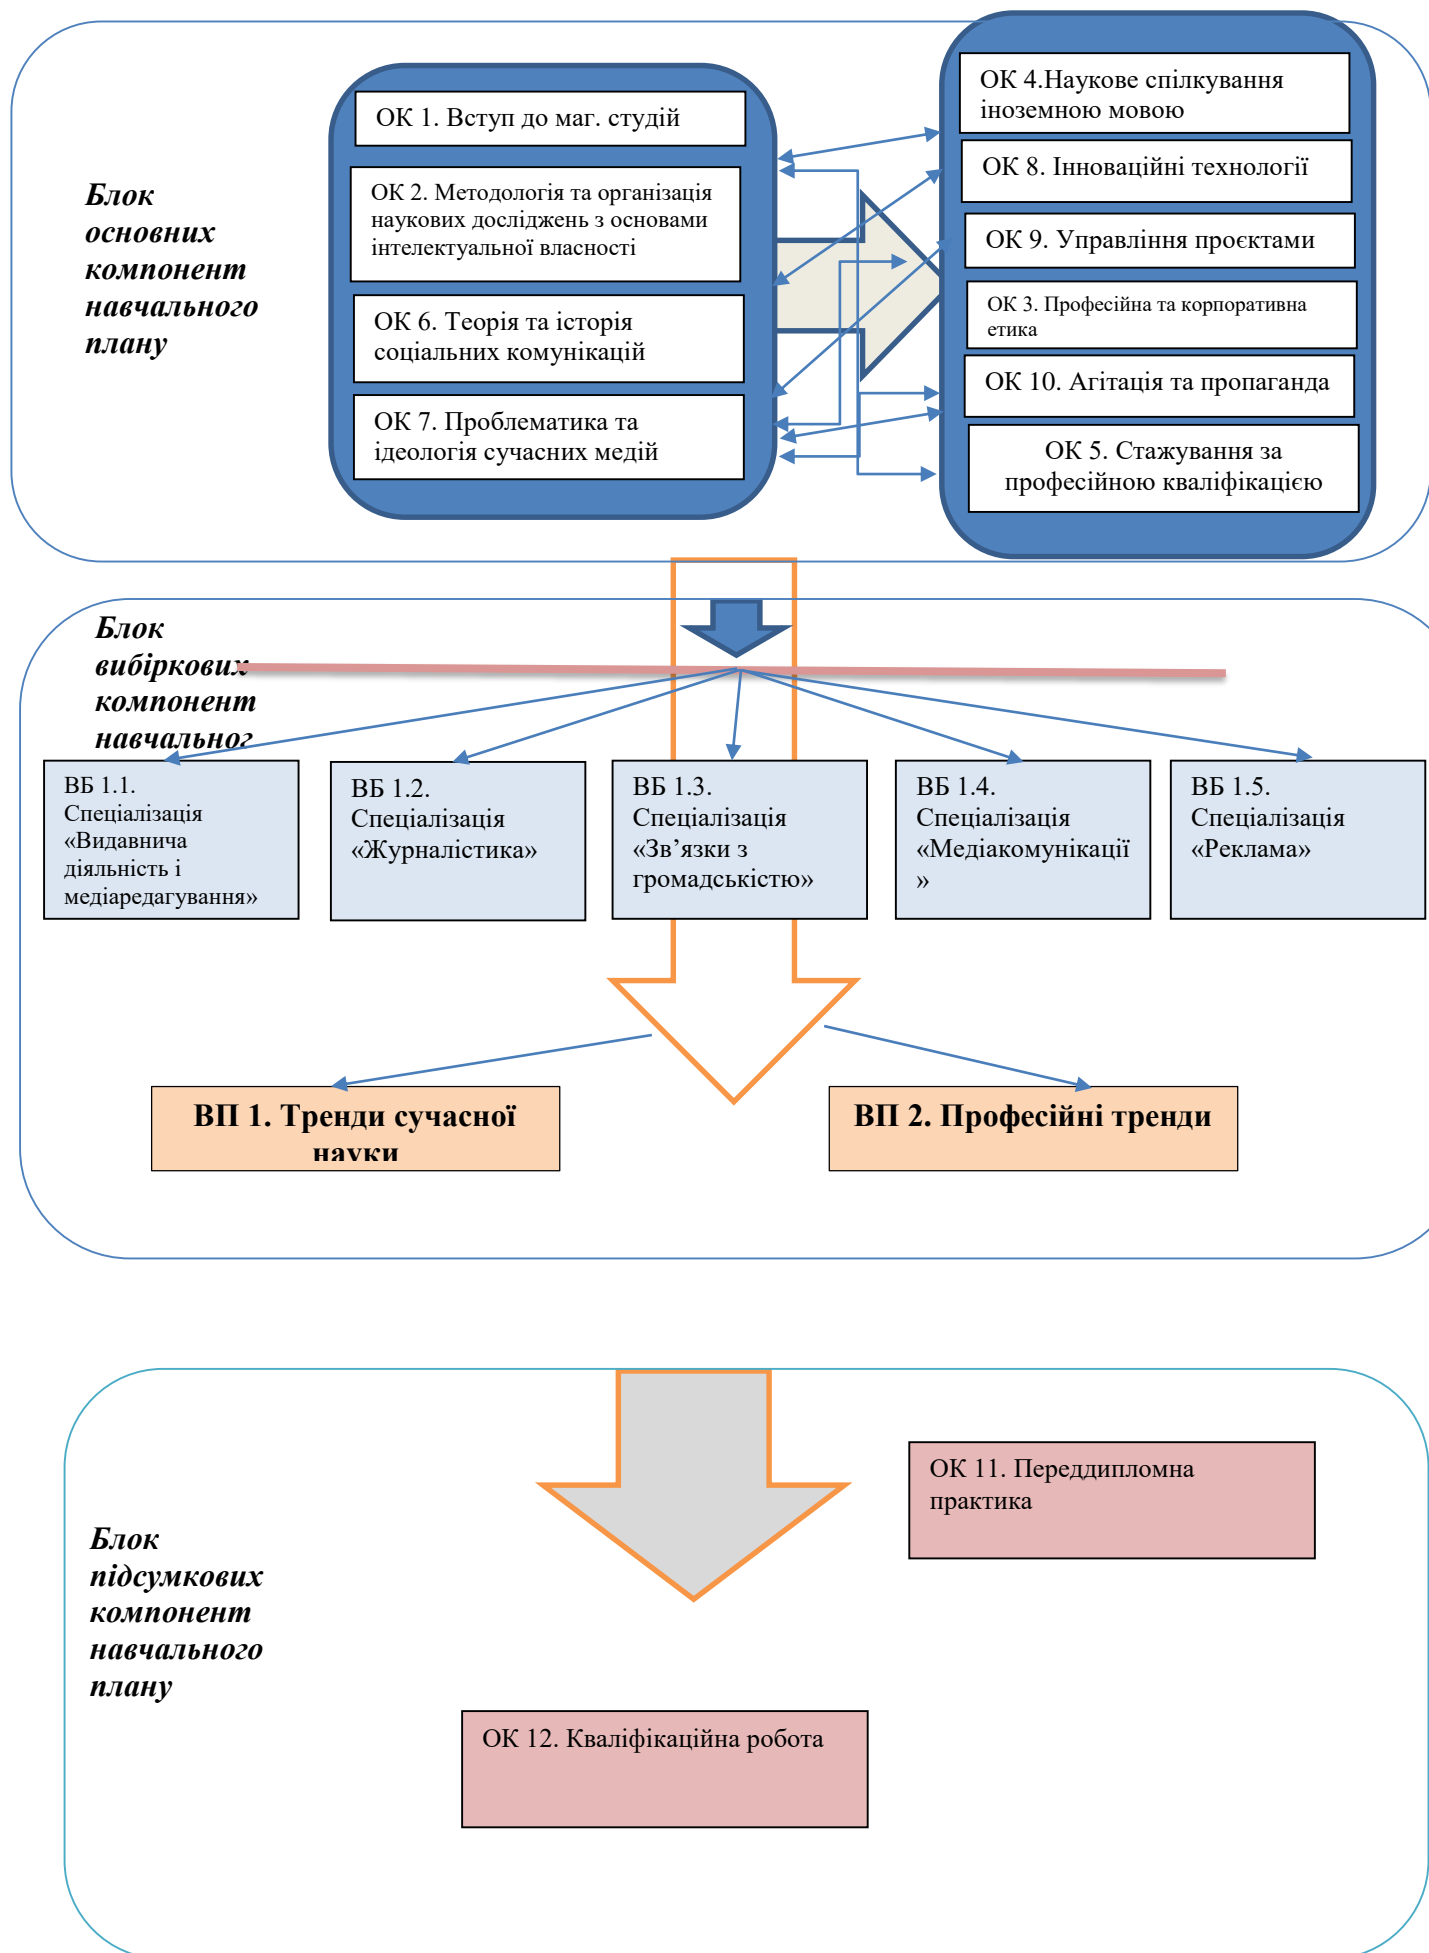 Блок
основних
компонент
навчального
плану
ОК 1. Вступ до маг. студій
ОК 2. Методологія та організація
наукових досліджень з основами
інтелектуальної власності
ОК 6. Теорія та історія
соціальних комунікацій
ОК 7. Проблематика та
ідеологія сучасних медій
ОК 4.Наукове спілкування
іноземною мовою
ОК 8. Інноваційні технології
ОК 9. Управління проєктами
ОК 3. Професійна та корпоративна
етика
ОК 10. Агітація та пропаганда
ОК 5. Стажування за
професійною кваліфікацією
Блок
вибіркових
компонент
навчальног
ВБ 1.1.
Спеціалізація
«Видавнича
діяльність і
медіаредагування»
ВБ 1.2.
Спеціалізація
«Журналістика»
ВБ 1.3.
Спеціалізація
«Зв’язки з
громадськістю»
ВБ 1.4.
Спеціалізація
«Медіакомунікації
»
ВБ 1.5.
Спеціалізація
«Реклама»
ВП 1. Тренди сучасної
науки
ВП 2. Професійні тренди
Блок
підсумкових
компонент
навчального
плану
ОК 11. Переддипломна
практика
ОК 12. Кваліфікаційна робота